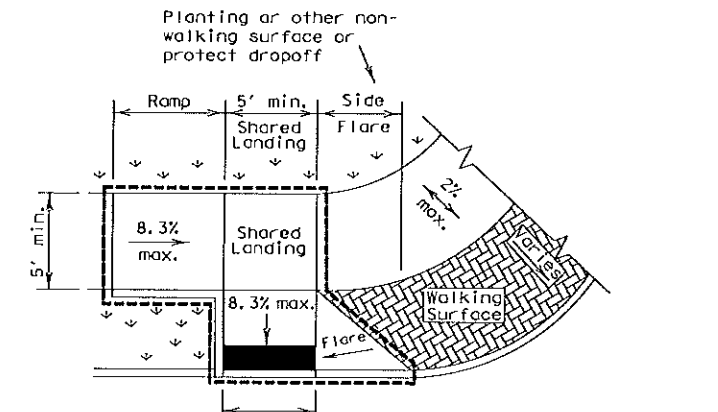 Planting ar other non-
walking surface or
protect dropoff
Ramp
5' min.
Side
Shared
Landing
Flare
2%
max.
5' min.
8.3%
max.
Shared
Landing
Varies
8.3% max.
Walking
Surface
Flare